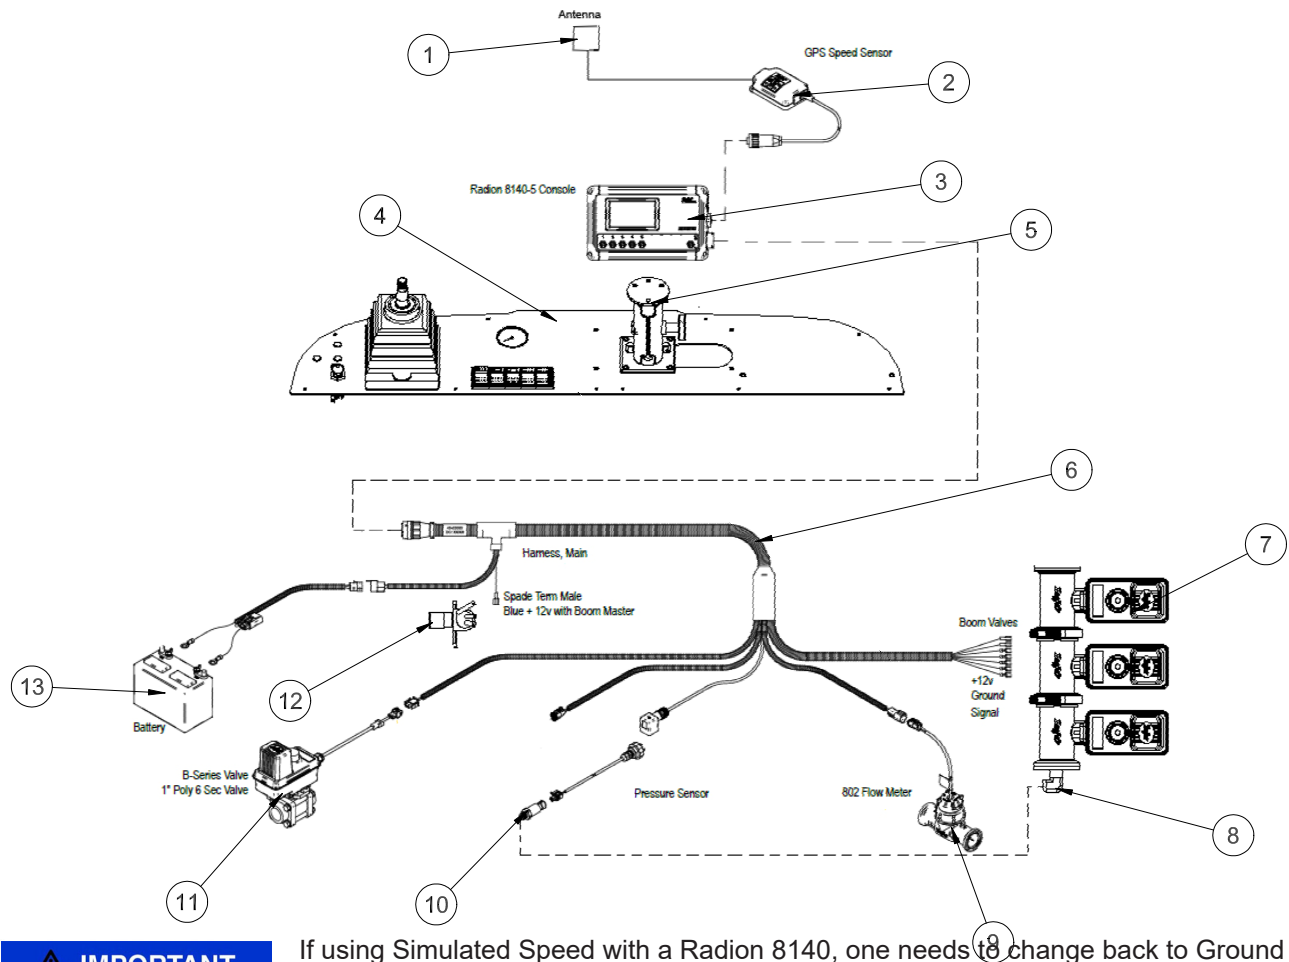 Antenna
1
GPS Speed Sensor
2
Radion 8140-5 Console
3
4
5
6
7
Harness, Main
Spade Term Male
Blue + 12v with Boom Master
Boom Valves
+12v
Ground
Signal
12
13
Battery
B-Series Valve
1" Poly 6 Sec Valve
Pressure Sensor
802 Flow Meter
8
11
10
9
IMPORTANT
If using Simulated Speed with a Radion 8140, one needs to change back to Ground